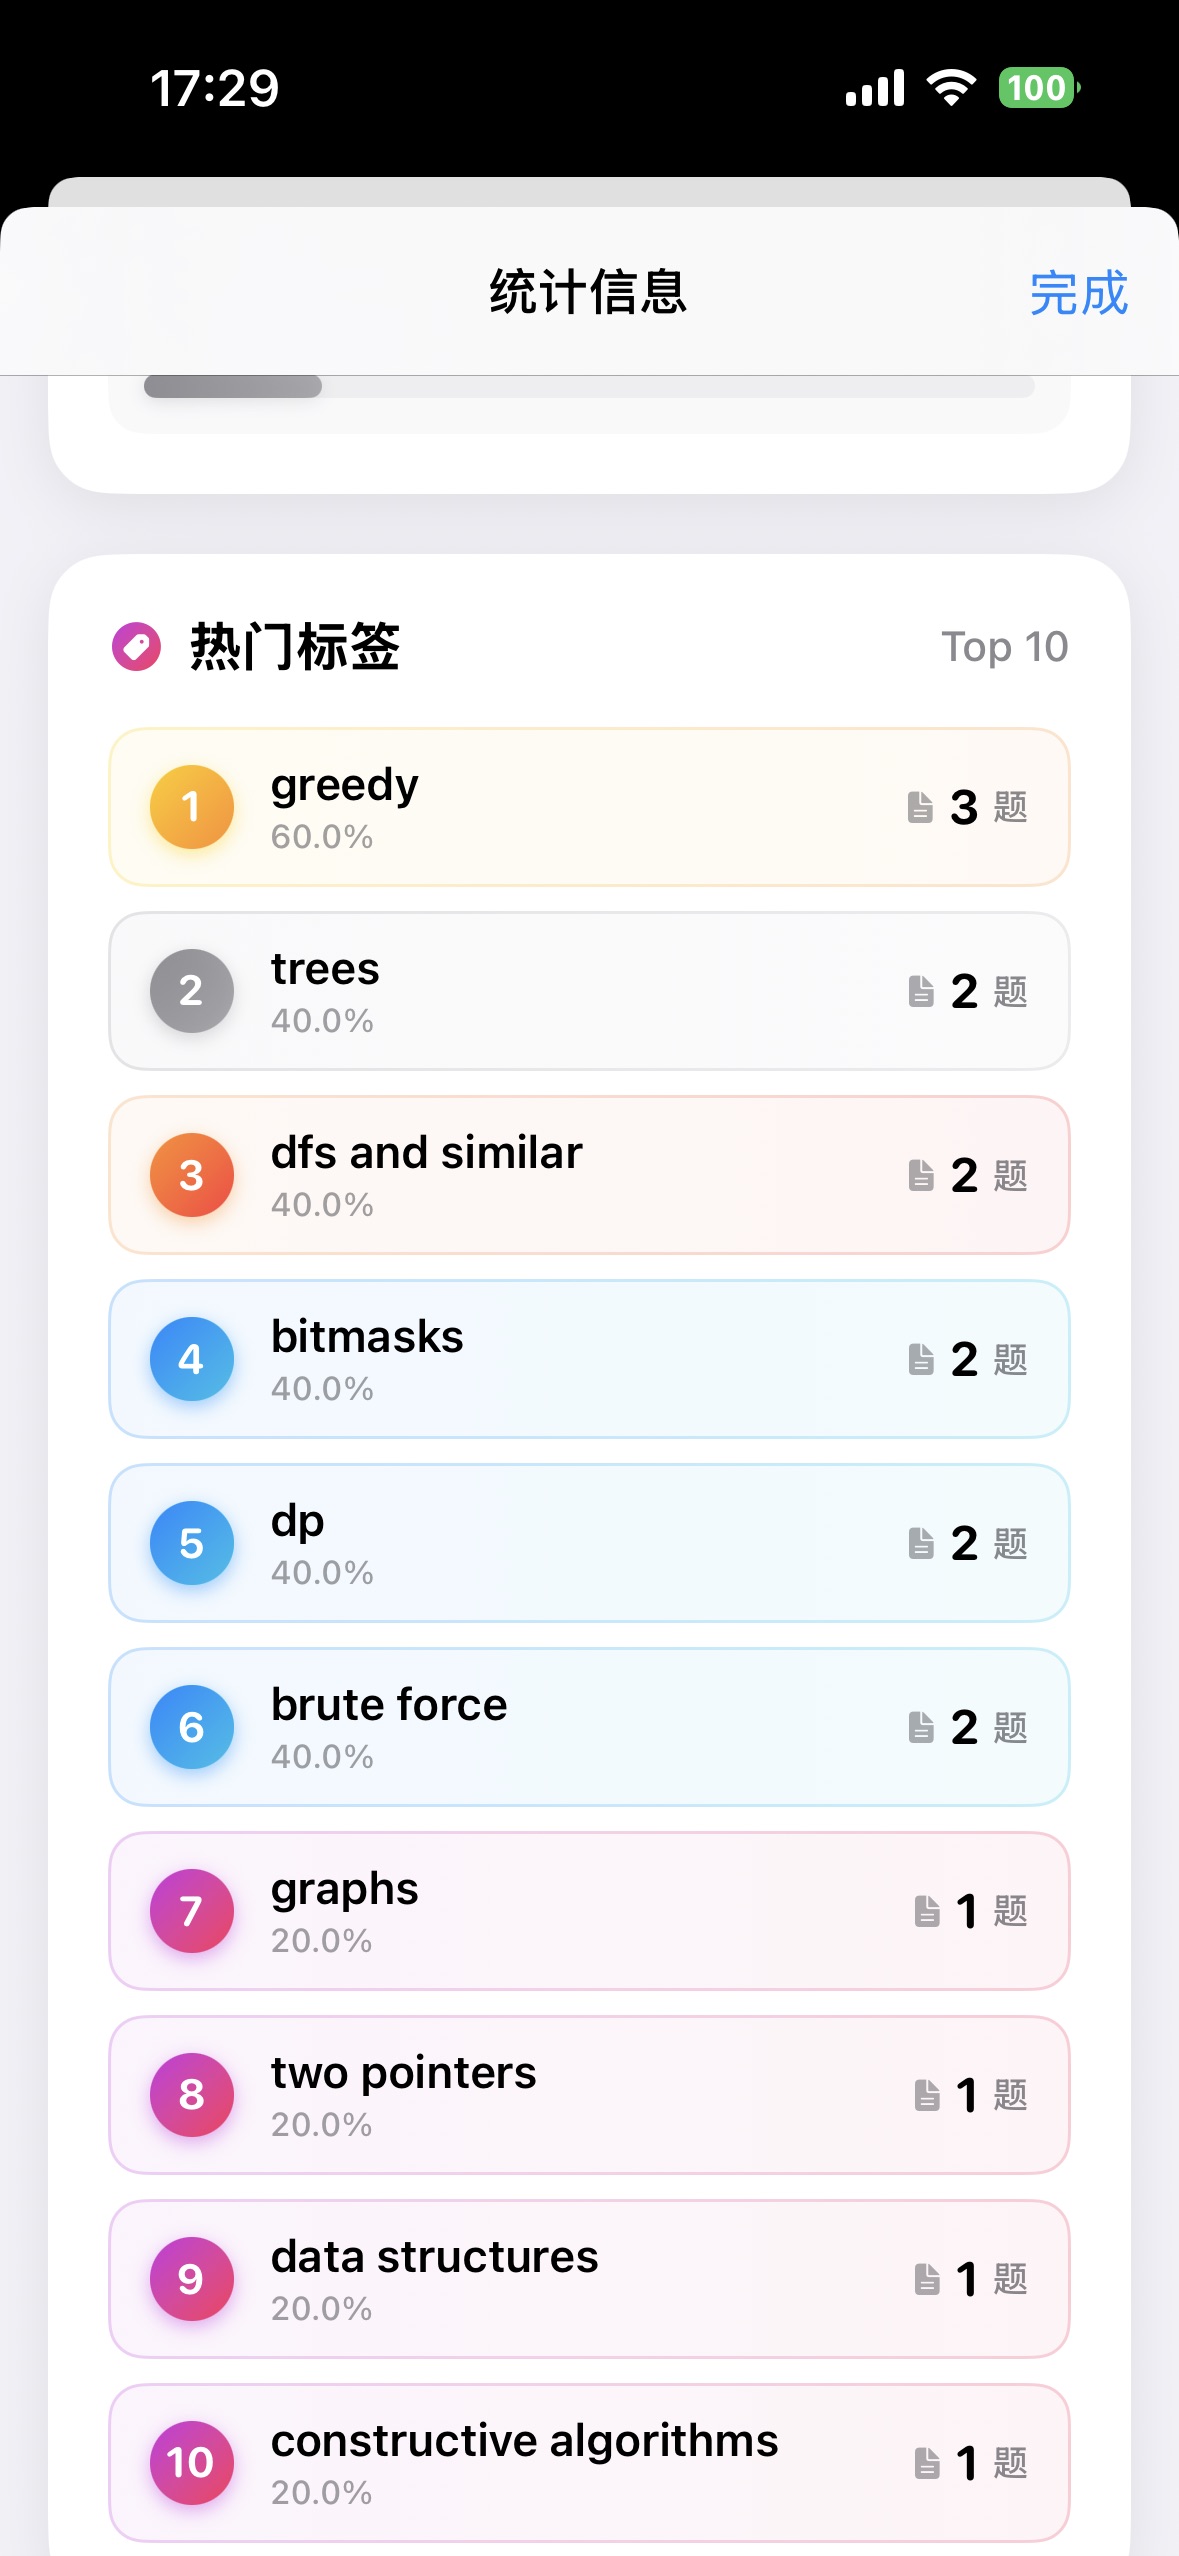 17:29
100
统计信息
完成
热门标签
Top 10
1
greedy
60.0%
3 题
2
trees
40.0%
2 题
3
dfs and similar
40.0%
2 题
4
bitmasks
40.0%
2 题
5
dp
40.0%
2 题
6
brute force
40.0%
2 题
7
graphs
20.0%
1 题
8
two pointers
20.0%
1 题
9
data structures
20.0%
1 题
10
constructive algorithms
20.0%
1 题